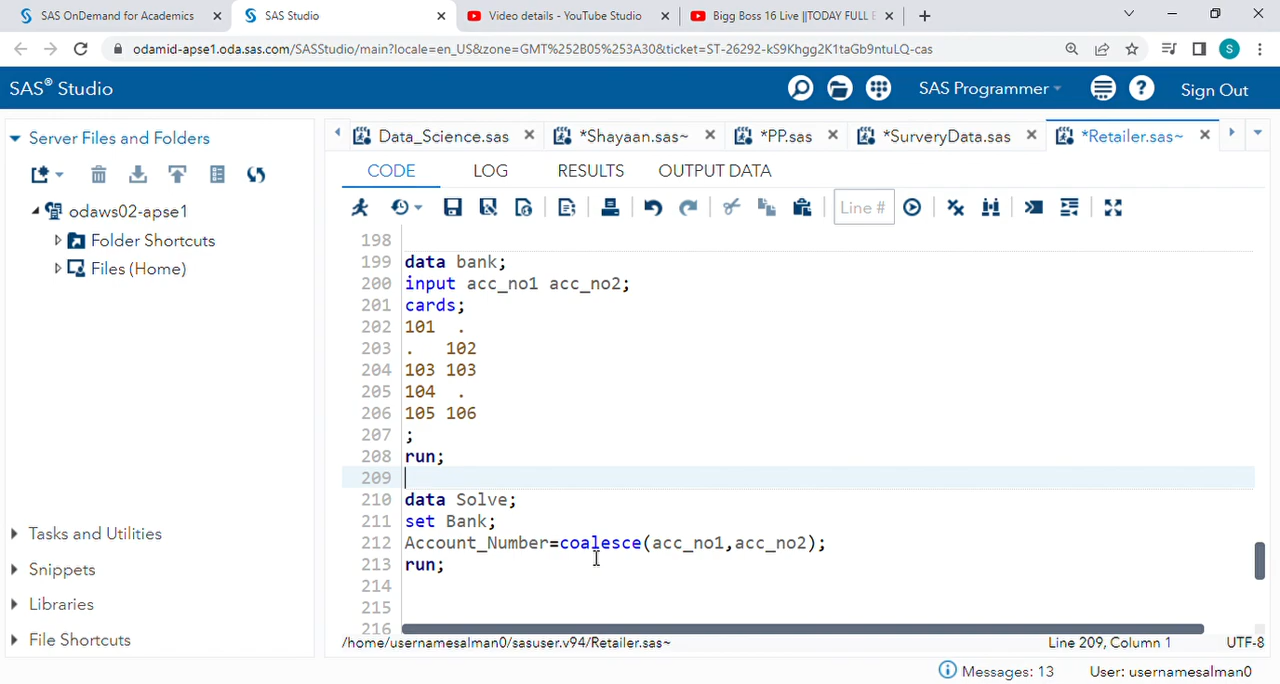 SAS OnDemand for Academics
SAS Studio
Video details - YouTube Studio
Bigg Boss 16 Live ||TODAY FULL E
odamid-apse1.oda.sas.com/SASStudio/main?locale=en_US&zone=GMT%252B05%253A30&ticket=ST-26292-kS9Khgg2K1taGb9ntuLQ-cas
S
SAS® Studio
SAS Programmer
Sign Out
Server Files and Folders
odaws02-apse1
Folder Shortcuts
Files (Home)
Tasks and Utilities
Snippets
Libraries
File Shortcuts
Data_Science.sas
*Shayaan.sas~
*PP.sas
*SurveryData.sas
*Retailer.sas~
CODE LOG RESULTS OUTPUT DATA
Line #
198
199 data bank;
200 input acc_no1 acc_no2;
201 cards;
202 101 .
203 . 102
204 103 103
205 104 .
206 105 106
207 ;
208 run;
209
210 data Solve;
211 set Bank;
212 Account_Number=coalesce(acc_no1,acc_no2);
213 run;
214
215
216
/home/usernamesalman0/sasuser.v94/Retailer.sas~
Line 209, Column 1
UTF-8
Messages: 13
User: usernamesalman0